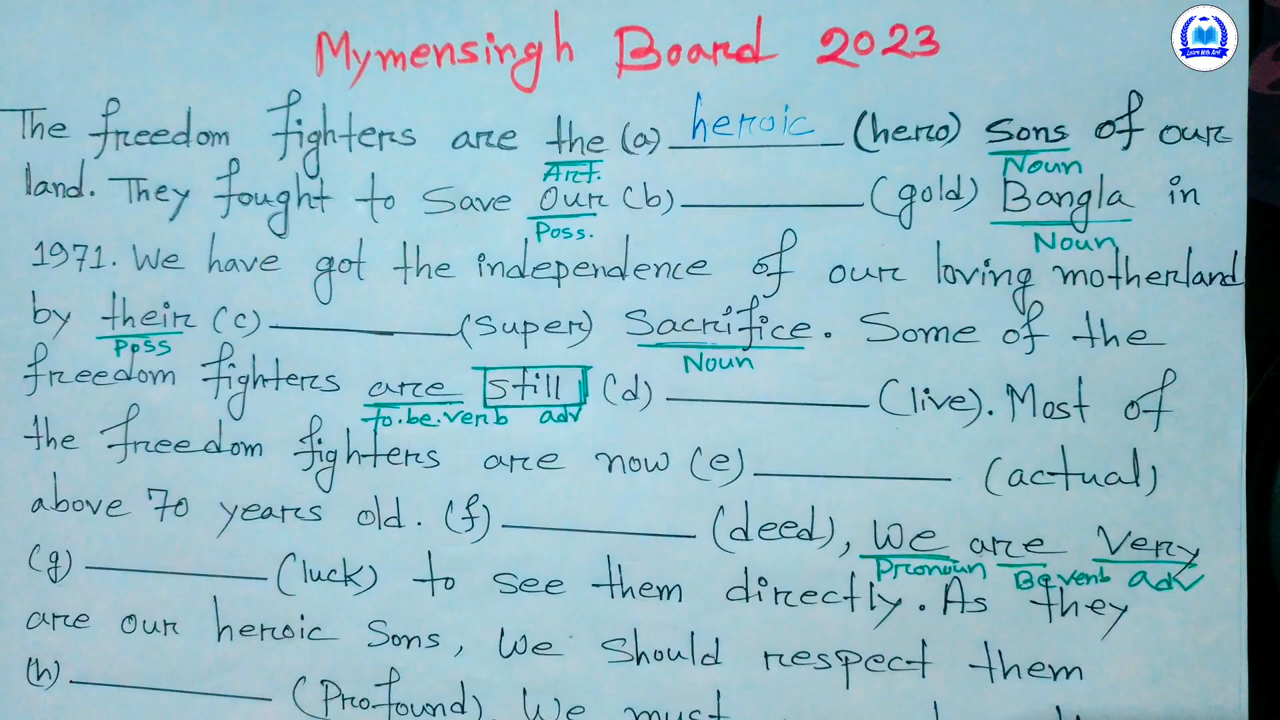 Mymensingh Board 2023
The freedom fighters are the (a) heroic (hero) Sons of our
Art. Noun
land. They fought to Save our (b) ________ (gold) Bangla in
Poss. Noun
1971. We have got the independence of our loving motherland
by their (c) ________ (Super) Sacrifice. Some of the
Poss Noun
freedom fighters are still (d) ________ (live). Most of
to.be.verb adv
the freedom fighters are now (e) ________ (actual)
above 70 years old. (f) ________ (deed), We are Very
Pronoun Be verb adv
(g) ________ (luck) to see them directly. As they
are our heroic Sons, We Should respect them
(h) ________ (Profound). We must
Learn With Arif